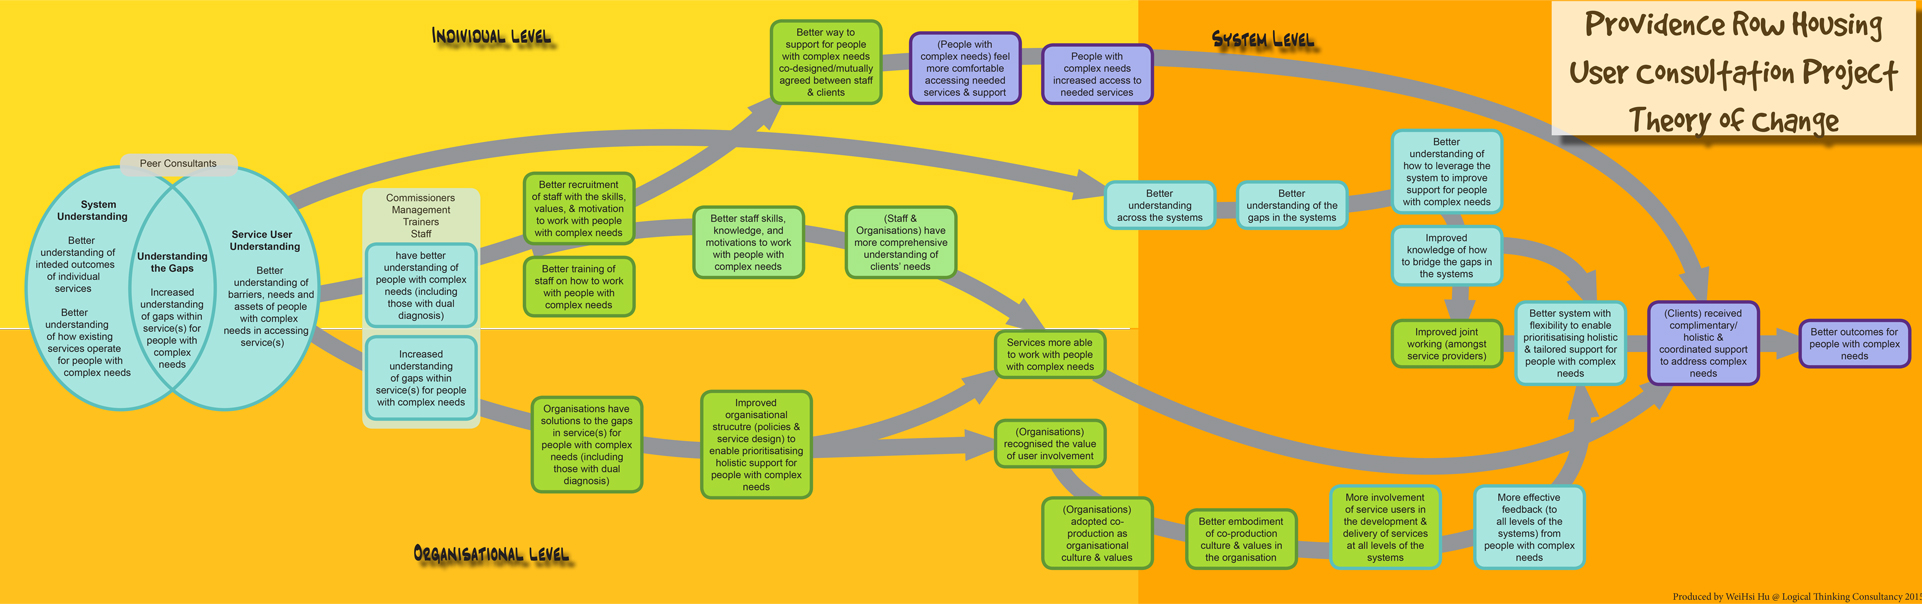 Providence Row Housing
User Consultation Project
Theory of Change
Individual level
System Level
Organisational level
Peer Consultants
System
Understanding
Better
understanding of
inteded outcomes
of individual
services
Better
understanding
of how existing
services operate
for people with
complex needs
Understanding
the Gaps
Increased
understanding
of gaps within
service(s) for
people with
complex
needs
Service User
Understanding
Better
understanding of
barriers, needs and
assets of people
with complex
needs in accessing
service(s)
Commissioners
Management
Trainers
Staff
have better
understanding of
people with complex
needs (including
those with dual
diagnosis)
Increased
understanding
of gaps within
service(s) for people
with complex needs
Better recruitment
of staff with the skills,
values, & motivation
to work with people
with complex needs
Better training of
staff on how to work
with people with
complex needs
Better way to
support for people
with complex needs
co-designed/mutually
agreed between staff
& clients
(People with
complex needs) feel
more comfortable
accessing needed
services & support
People with
complex needs
increased access to
needed services
Better staff skills,
knowledge, and
motivations to work
with people with
complex needs
(Staff &
Organisations) have
more comprehensive
understanding of
clients' needs
Services more able
to work with people
with complex needs
Organisations have
solutions to the gaps
in service(s) for
people with complex
needs (including
those with dual
diagnosis)
Improved
organisational
strucutre (policies &
service design) to
enable prioritisating
holistic support for
people with complex
needs
(Organisations)
recognised the value
of user involvement
(Organisations)
adopted co-
production as
organisational
culture & values
Better embodiment
of co-production
culture & values in
the organisation
More involvement
of service users in
the development &
delivery of services
at all levels of the
systems
More effective
feedback (to
all levels of the
systems) from
people with complex
needs
Better
understanding
across the systems
Better
understanding of the
gaps in the systems
Better
understanding of
how to leverage the
system to improve
support for people
with complex needs
Improved
knowledge of how
to bridge the gaps in
the systems
Improved joint
working (amongst
service providers)
Better system with
flexibility to enable
prioritisating holistic
& tailored support for
people with complex
needs
(Clients) received
complimentary/
holistic &
coordinated support
to address complex
needs
Better outcomes for
people with complex
needs
Produced by WeiHsi Hu @ Logical Thinking Consultancy 2015